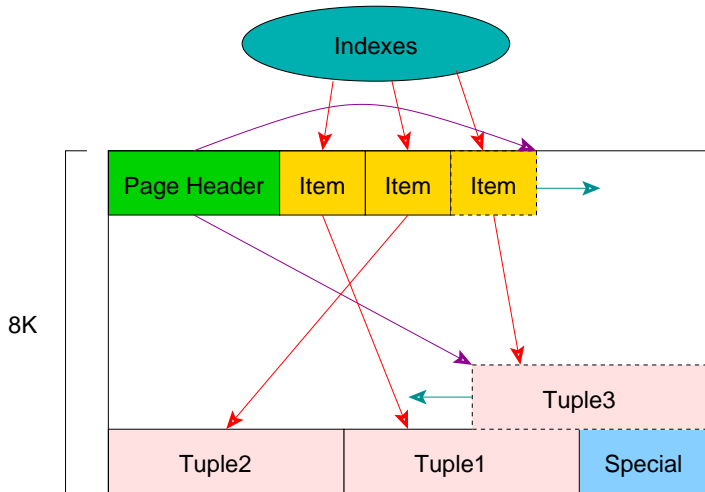 Indexes
Page Header
Item
Item
Item
8K
Tuple3
Tuple2
Tuple1
Special